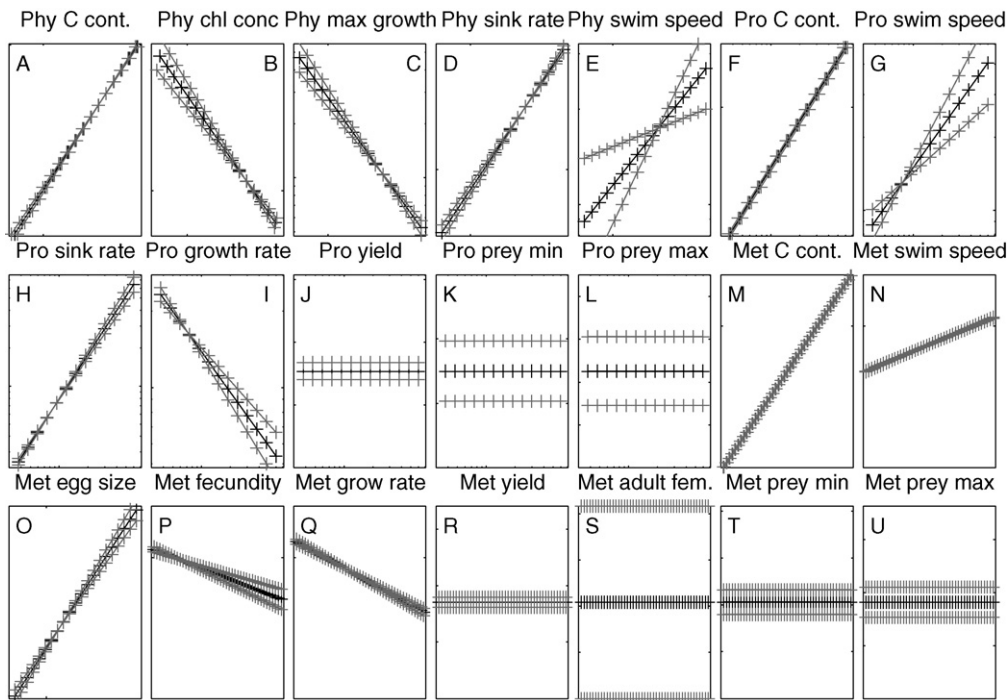 Phy C cont. Phy chl conc Phy max growth Phy sink rate Phy swim speed Pro C cont. Pro swim speed
A B C D E F G
Pro sink rate Pro growth rate Pro yield Pro prey min Pro prey max Met C cont. Met swim speed
H I J K L M N
Met egg size Met fecundity Met grow rate Met yield Met adult fem. Met prey min Met prey max
O P Q R S T U